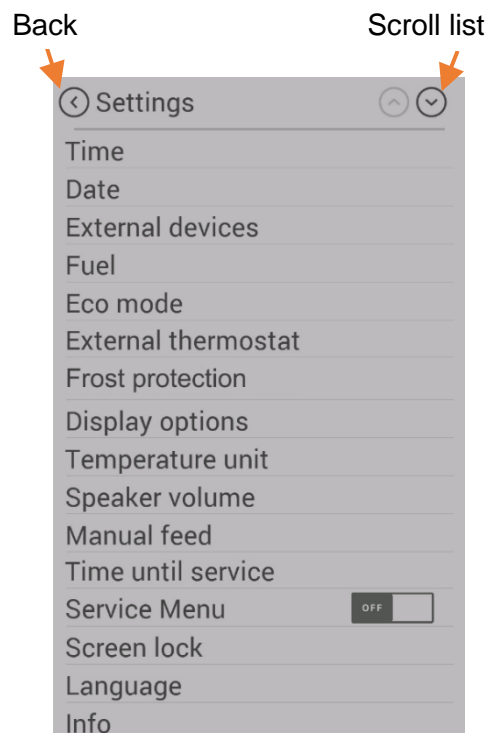 Back
Scroll list
Settings
Time
Date
External devices
Fuel
Eco mode
External thermostat
Frost protection
Display options
Temperature unit
Speaker volume
Manual feed
Time until service
Service Menu
OFF
Screen lock
Language
Info